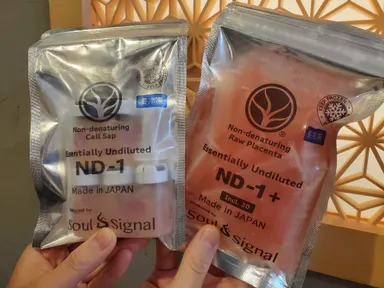 Non-denaturing
Cell Sap
Essentially Undiluted
ND-1
Made in JAPAN
Soul & Signal
Non-denaturing
Raw Placenta
Essentially Undiluted
ND-1+
Made in JAPAN
Soul & Signal